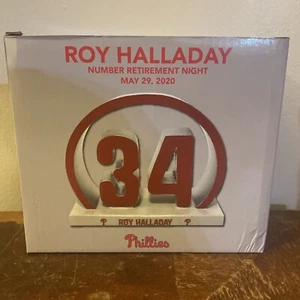 ROY HALLADAY
NUMBER RETIREMENT NIGHT
MAY 29, 2020
34
P ROY HALLADAY P
Phillies